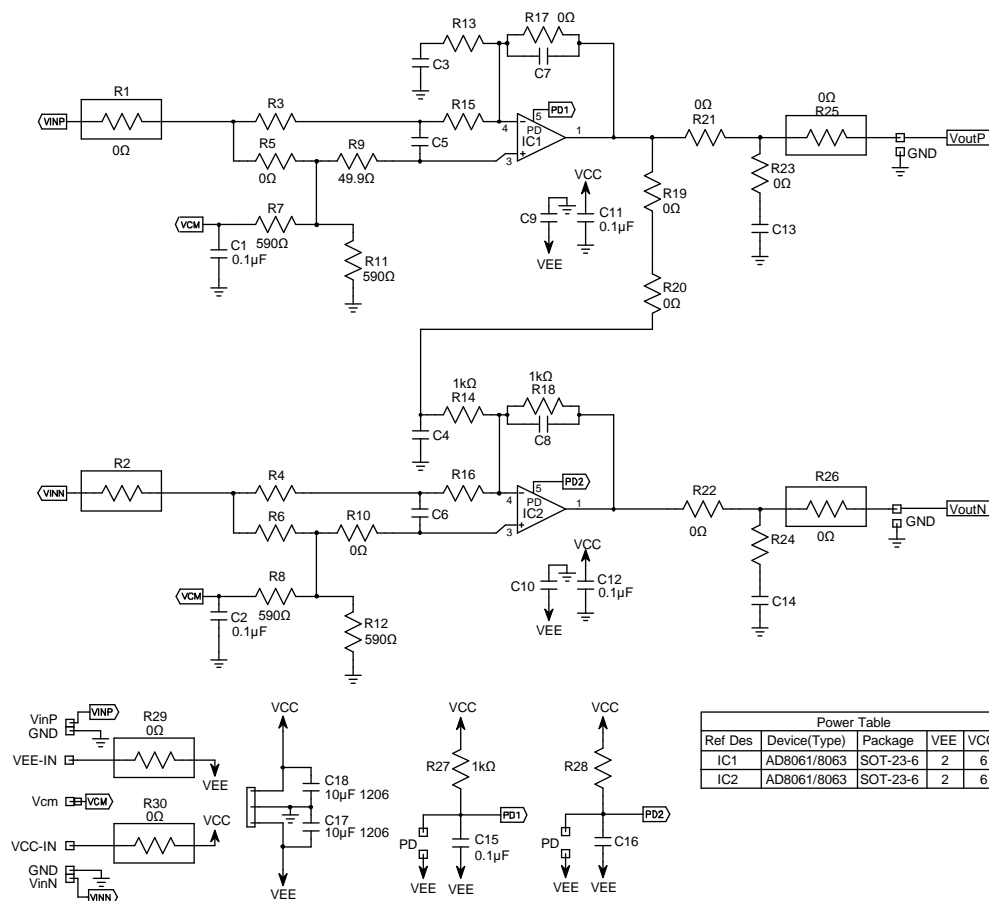 R13
R17 0Ω
C3
C7
R1
VINP
0Ω
R3
R15
PD1
5
4
PD
IC1
1
3
C5
R5
0Ω
R9
49.9Ω
0Ω
R21
0Ω
R25
VoutP
GND
R23
0Ω
C13
R19
0Ω
VCC
C9
C11
0.1µF
VEE
VCM
R7
590Ω
C1
0.1µF
R11
590Ω
R20
0Ω
1kΩ
R14
1kΩ
R18
C4
C8
R2
VINN
R4
R16
PD2
5
4
PD
IC2
1
3
C6
R6
R10
0Ω
R22
0Ω
R26
0Ω
VoutN
GND
R24
C14
VCC
C10
C12
0.1µF
VEE
VCM
R8
590Ω
C2
0.1µF
R12
590Ω
VinP
VINP
GND
R29
0Ω
VEE-IN
VEE
Vcm
VCM
R30
0Ω
VCC
VCC-IN
GND
VinN
VINN
VCC
C18
10µF 1206
C17
10µF 1206
VEE
VCC
R27
1kΩ
PD1
PD
C15
0.1µF
VEE VEE
VCC
R28
PD2
PD
C16
VEE VEE
Power Table
Ref Des Device(Type) Package VEE VCC
IC1 AD8061/8063 SOT-23-6 2 6
IC2 AD8061/8063 SOT-23-6 2 6